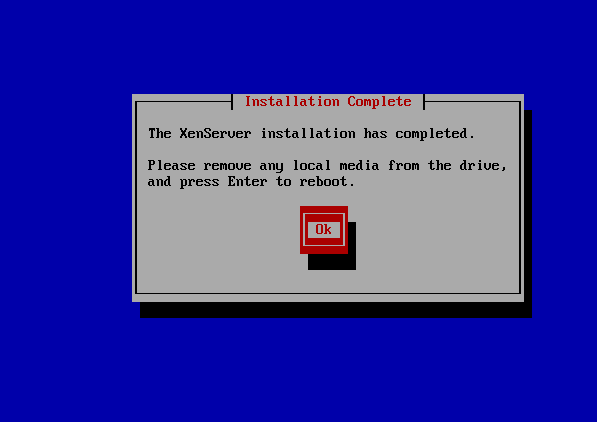 Installation Complete
The XenServer installation has completed.
Please remove any local media from the drive,
and press Enter to reboot.
Ok